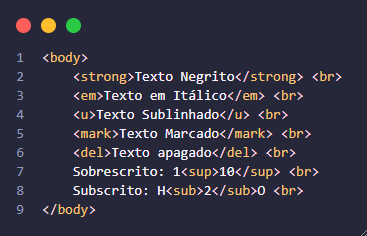 1 <body>
2     <strong>Texto Negrito</strong> <br>
3     <em>Texto em Itálico</em> <br>
4     <u>Texto Sublinhado</u> <br>
5     <mark>Texto Marcado</mark> <br>
6     <del>Texto apagado</del> <br>
7     Sobrescrito: 1<sup>10</sup> <br>
8     Subscrito: H<sub>2</sub>O <br>
9 </body>